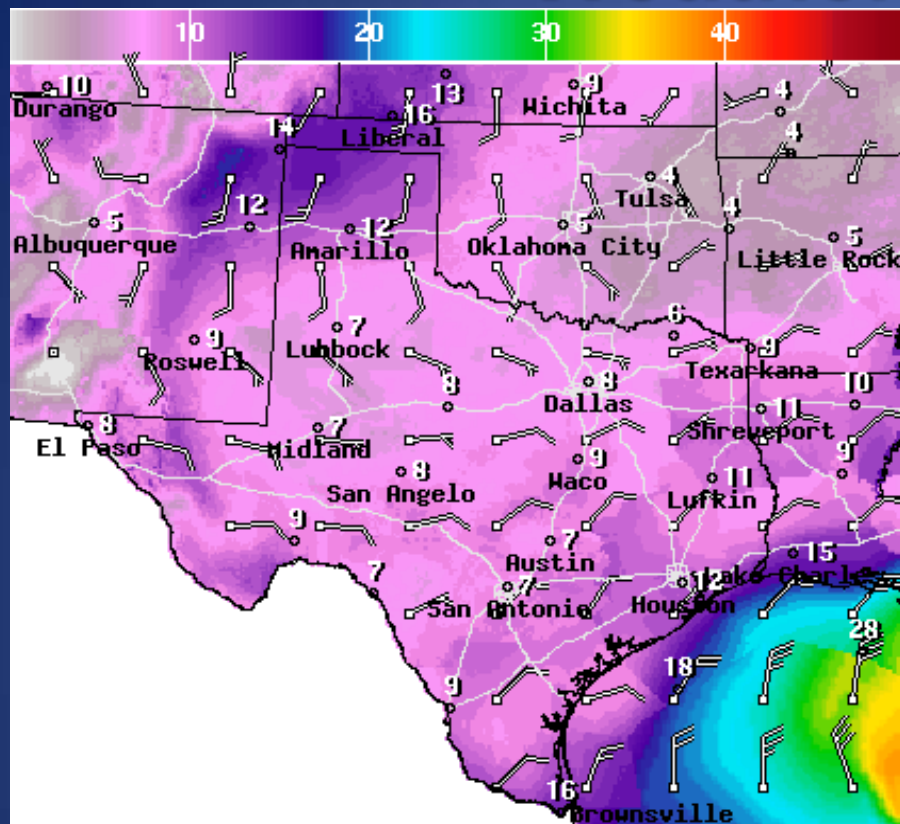 10 20 30 40
10 Durango
13
9 Wichita
4
16 Liberal
14
4
Tulsa
12
5 Albuquerque
12 Amarillo
5 Oklahoma City
4
5 Little Rock
9 Roswell
7 Lubbock
6
9 Texarkana
8
8 Dallas
10
11 Shreveport
8 El Paso
7 Midland
8 San Angelo
9 Waco
11 Lufkin
9
9
7 Austin
15 Lake Charles
7
7 San Antonio
12 Houston
28
18
9
16 Brownsville